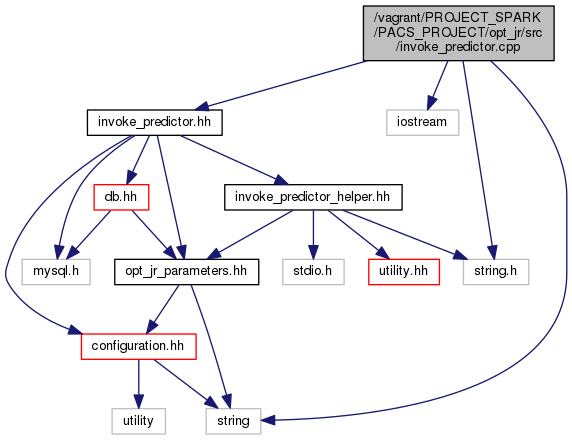 /vagrant/PROJECT_SPARK
/PACS_PROJECT/opt_jr/src
/invoke_predictor.cpp
invoke_predictor.hh
iostream
db.hh
invoke_predictor_helper.hh
mysql.h
opt_jr_parameters.hh
stdio.h
utility.hh
string.h
configuration.hh
utility
string